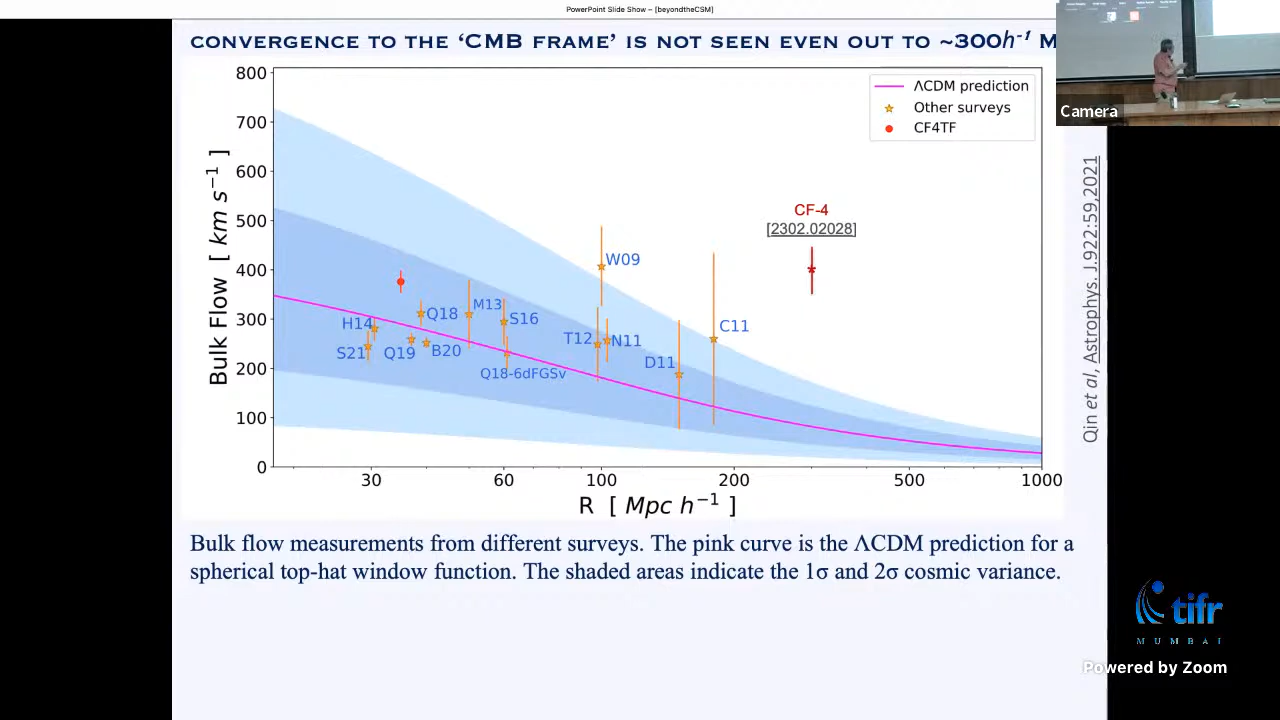 PowerPoint Slide Show – [beyondtheCSM]
CONVERGENCE TO THE ‘CMB FRAME’ IS NOT SEEN EVEN OUT TO ~300h⁻¹ M
Camera
800
700
600
500
400
300
200
100
0
Bulk Flow [ km s⁻¹ ]
ΛCDM prediction
Other surveys
CF4TF
CF-4
[2302.02028]
W09
M13
Q18
S16
H14
C11
T12
N11
S21
Q19
B20
D11
Q18-6dFGSv
30
60
100
200
500
1000
R [ Mpc h⁻¹ ]
Qin et al, Astrophys. J.922:59,2021
Bulk flow measurements from different surveys. The pink curve is the ΛCDM prediction for a
spherical top-hat window function. The shaded areas indicate the 1σ and 2σ cosmic variance.
tifr
MUMBAI
Powered by Zoom